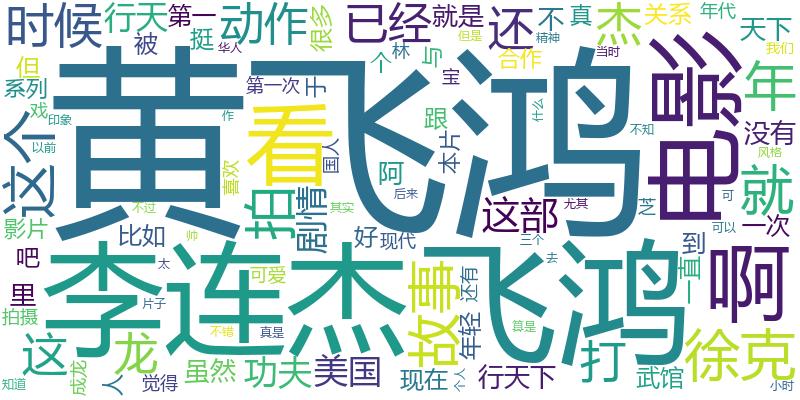 时候
行天
第一
动作
很多
已经
就是
还
不
真
杰
关系
年代
天下
挺
被
华人
但
系列
戏
印象
以前
这个
黄飞鸿
看
第一次
于
个
林
与
宝
但是
精神
合作
当时
我们
电影
年
没有
作
喜欢
国人
跟
本片
什么
不知
风格
就
影片
不过
帅
拍
剧情
阿
后来
其实
这部
尤其
芝
可
可以
一次
吧
比如
好
现代
三个
去
到
一直
里
太
李连杰
飞鸿
啊
拍摄
片子
可爱
故事
还有
年轻
这
龙
不错
真是
算是
打
徐克
知道
成龙
人
觉得
虽然
功夫
美国
现在
个人
行天下
武馆
小时